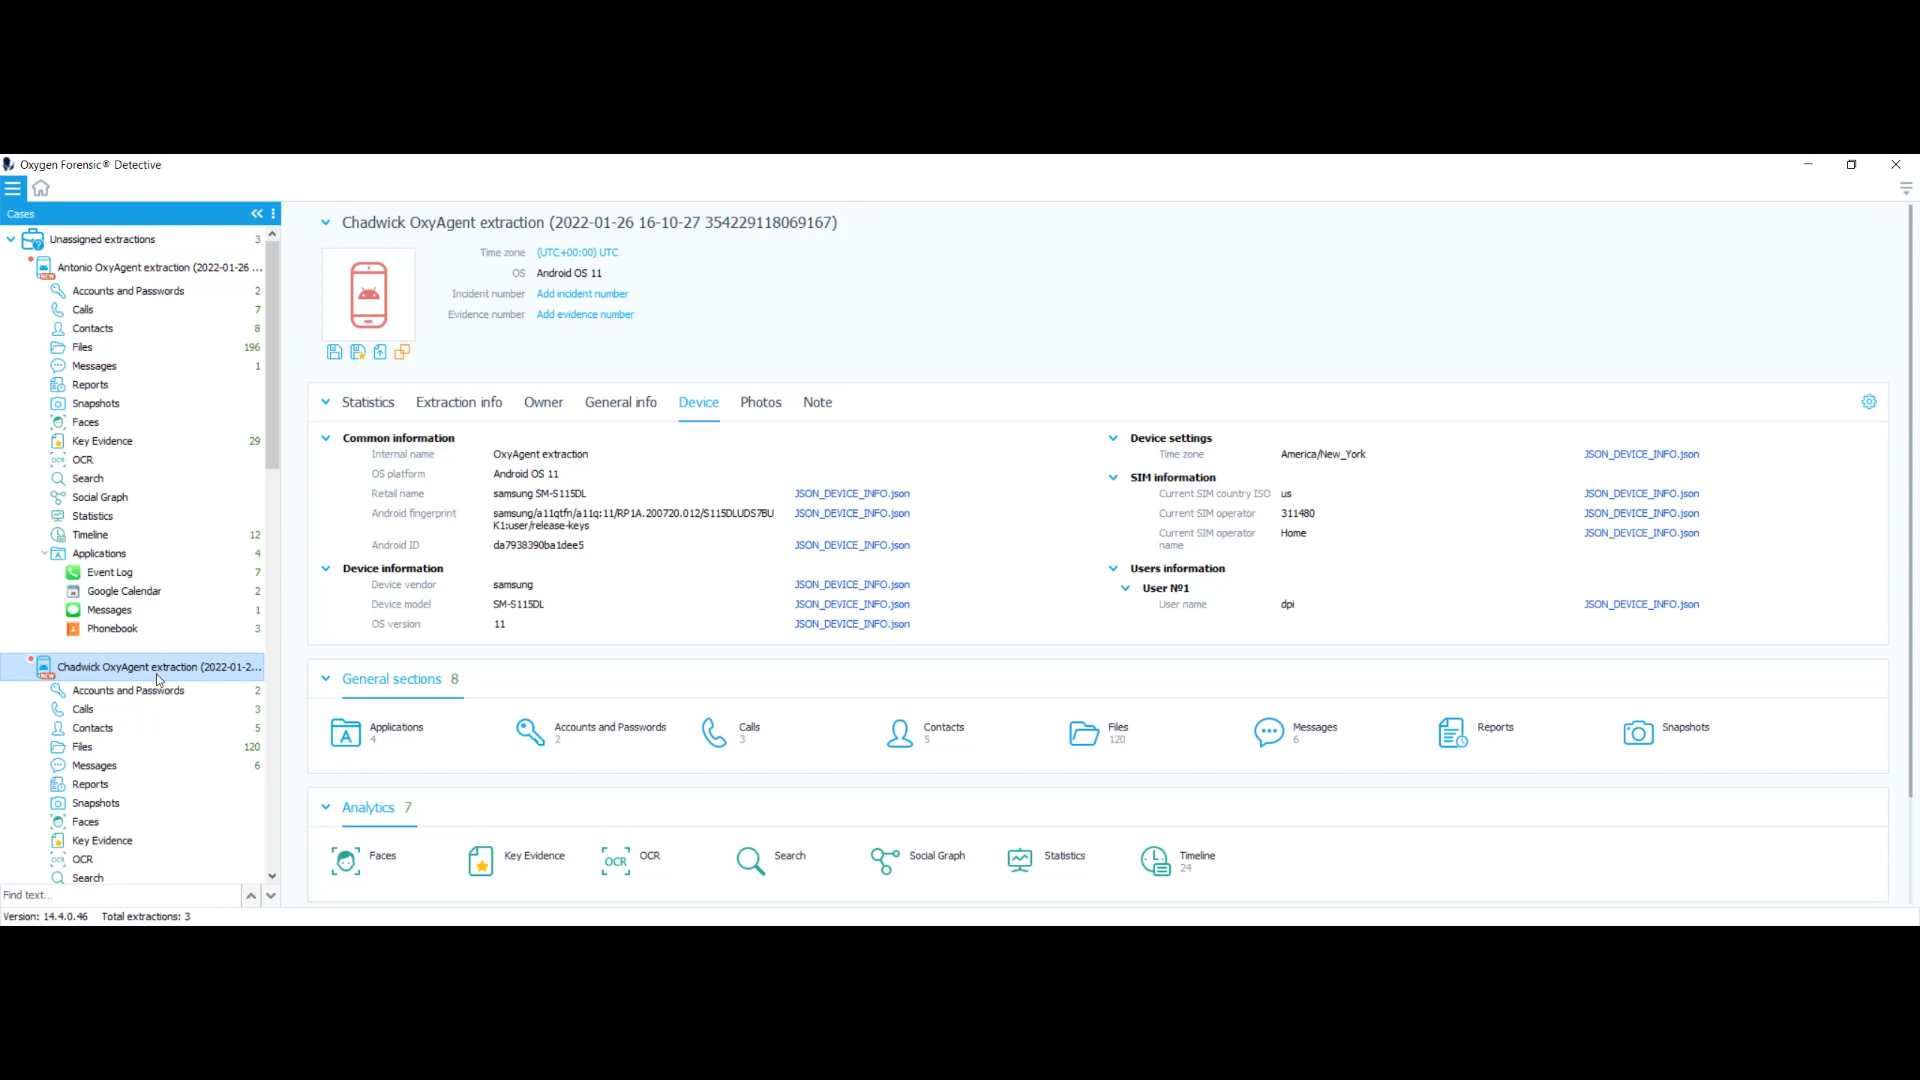 Oxygen Forensic® Detective
Cases
Unassigned extractions 3
Antonio OxyAgent extraction (2022-01-26 ...
Accounts and Passwords 2
Calls 7
Contacts 8
Files 196
Messages 1
Reports
Snapshots
Faces
Key Evidence 29
OCR
Search
Social Graph
Statistics
Timeline 12
Applications 4
Event Log 7
Google Calendar 2
Messages 1
Phonebook 3
Chadwick OxyAgent extraction (2022-01-2...
Accounts and Passwords 2
Calls 3
Contacts 5
Files 120
Messages 6
Reports
Snapshots
Faces
Key Evidence
OCR
Search
Find text...
Version: 14.4.0.46 Total extractions: 3
Chadwick OxyAgent extraction (2022-01-26 16-10-27 354229118069167)
Time zone (UTC+00:00) UTC
OS Android OS 11
Incident number Add incident number
Evidence number Add evidence number
Statistics Extraction info Owner General info Device Photos Note
Common information
Internal name OxyAgent extraction
OS platform Android OS 11
Retail name samsung SM-S115DL JSON_DEVICE_INFO.json
Android fingerprint samsung/a11qtfn/a11q:11/RP1A.200720.012/S115DLUDS7BU JSON_DEVICE_INFO.json
K1:user/release-keys
Android ID da7938390ba1dee5 JSON_DEVICE_INFO.json
Device information
Device vendor samsung JSON_DEVICE_INFO.json
Device model SM-S115DL JSON_DEVICE_INFO.json
OS version 11 JSON_DEVICE_INFO.json
Device settings
Time zone America/New_York JSON_DEVICE_INFO.json
SIM information
Current SIM country ISO us JSON_DEVICE_INFO.json
Current SIM operator 311480 JSON_DEVICE_INFO.json
Current SIM operator Home JSON_DEVICE_INFO.json
name
Users information
User №1
User name dpi JSON_DEVICE_INFO.json
General sections 8
Applications
4
Accounts and Passwords
2
Calls
3
Contacts
5
Files
120
Messages
6
Reports
Snapshots
Analytics 7
Faces
Key Evidence
OCR
OCR
Search
Social Graph
Statistics
Timeline
24